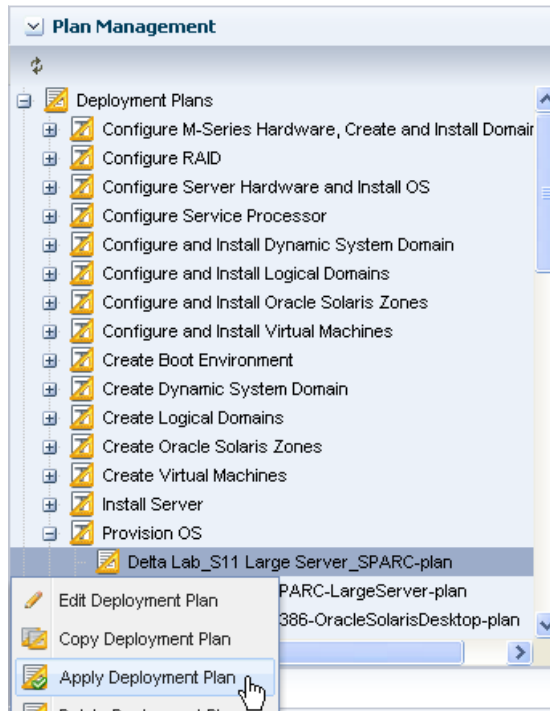 Plan Management
Deployment Plans
Configure M-Series Hardware, Create and Install
Configure RAID
Configure Server Hardware and Install OS
Configure Service Processor
Configure and Install Dynamic System Domain
Configure and Install Logical Domains
Configure and Install Oracle Solaris Zones
Configure and Install Virtual Machines
Create Boot Environment
Create Dynamic System Domain
Create Logical Domains
Create Oracle Solaris Zones
Create Virtual Machines
Install Server
Provision OS
Delta Lab_S11 Large Server_SPARC-plan
Edit Deployment Plan
PARC-LargeServer-plan
Copy Deployment Plan
386-OracleSolarisDesktop-plan
Apply Deployment Plan